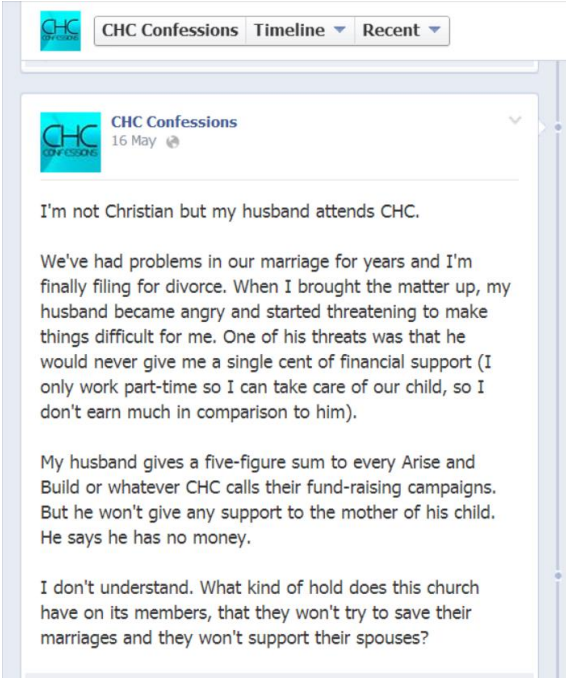 CHC
CONFESSIONS
CHC Confessions Timeline Recent
CHC
CONFESSIONS
CHC Confessions
16 May
I'm not Christian but my husband attends CHC.
We've had problems in our marriage for years and I'm
finally filing for divorce. When I brought the matter up, my
husband became angry and started threatening to make
things difficult for me. One of his threats was that he
would never give me a single cent of financial support (I
only work part-time so I can take care of our child, so I
don't earn much in comparison to him).
My husband gives a five-figure sum to every Arise and
Build or whatever CHC calls their fund-raising campaigns.
But he won't give any support to the mother of his child.
He says he has no money.
I don't understand. What kind of hold does this church
have on its members, that they won't try to save their
marriages and they won't support their spouses?